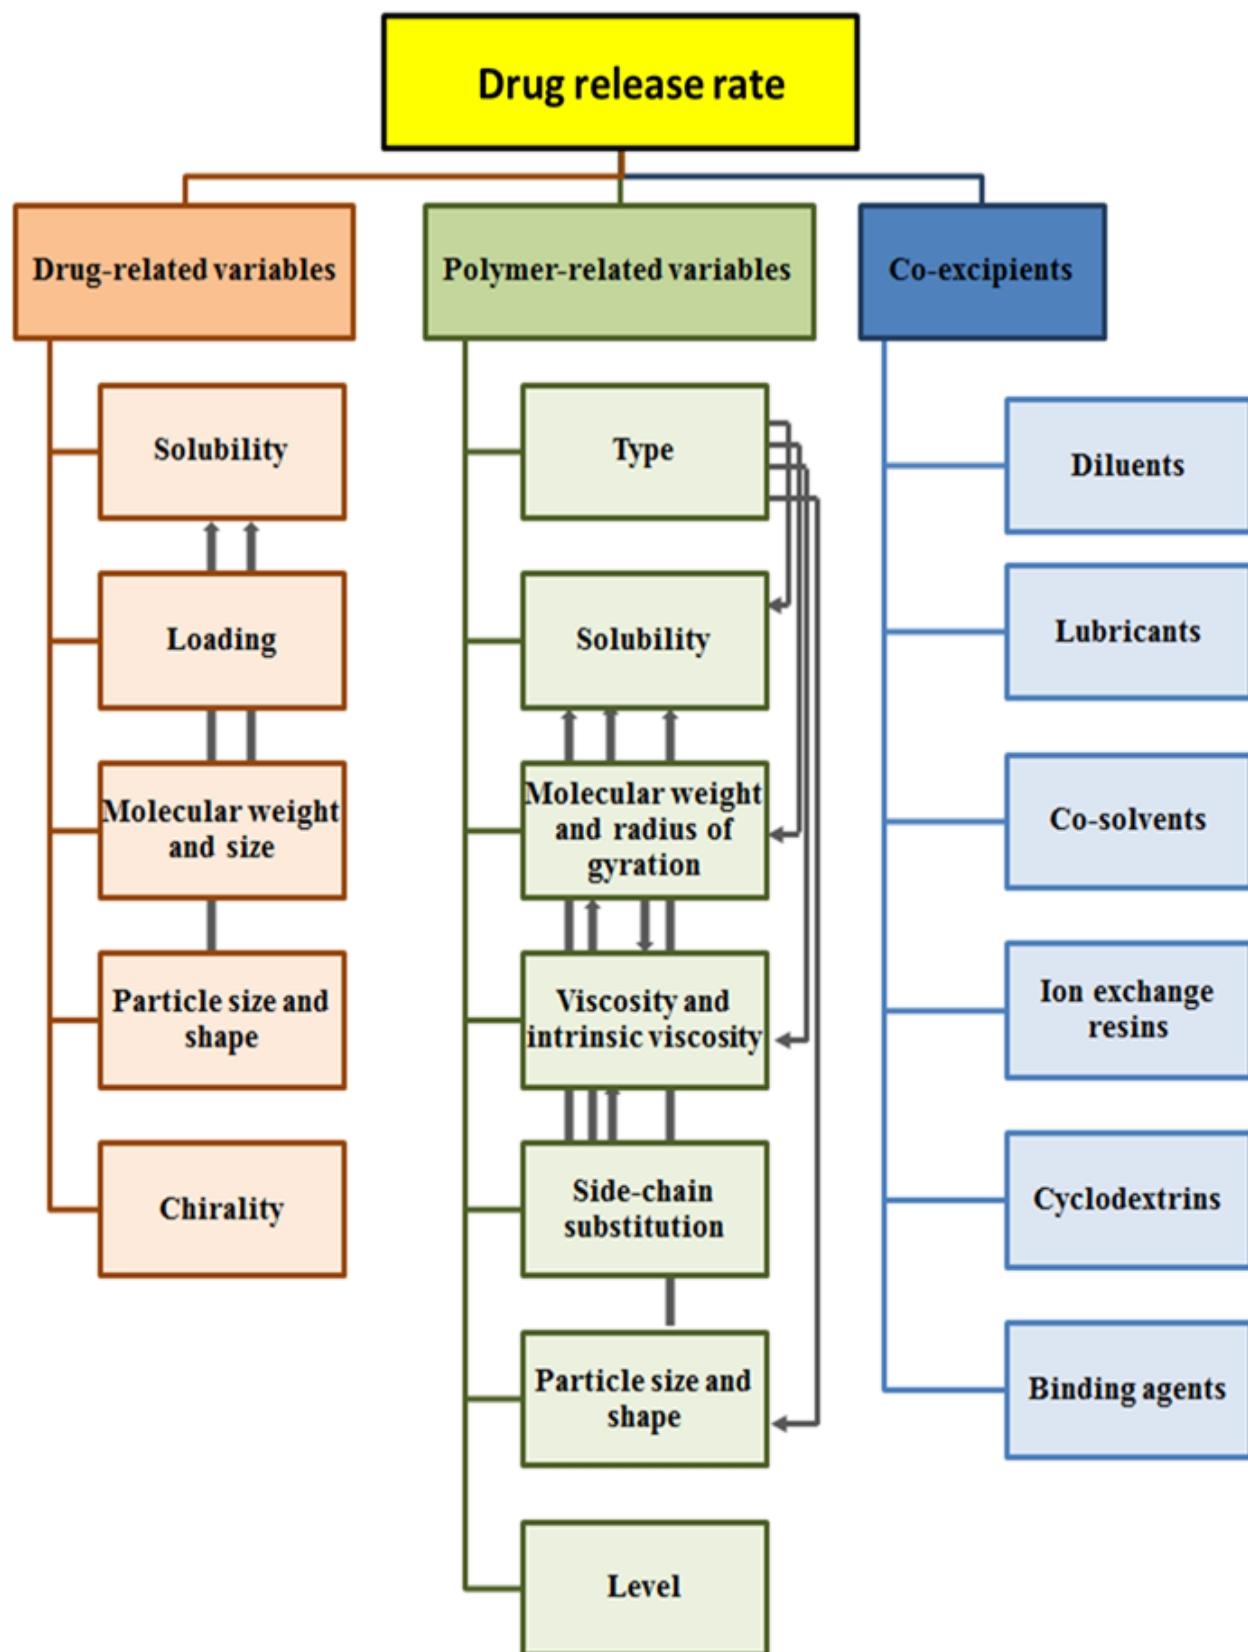 Drug release rate
Drug-related variables
Solubility
Loading
Molecular weight
and size
Particle size and
shape
Chirality
Polymer-related variables
Type
Solubility
Molecular weight
and radius of
gyration
Viscosity and
intrinsic viscosity
Side-chain
substitution
Particle size and
shape
Level
Co-excipients
Diluents
Lubricants
Co-solvents
Ion exchange
resins
Cyclodextrins
Binding agents